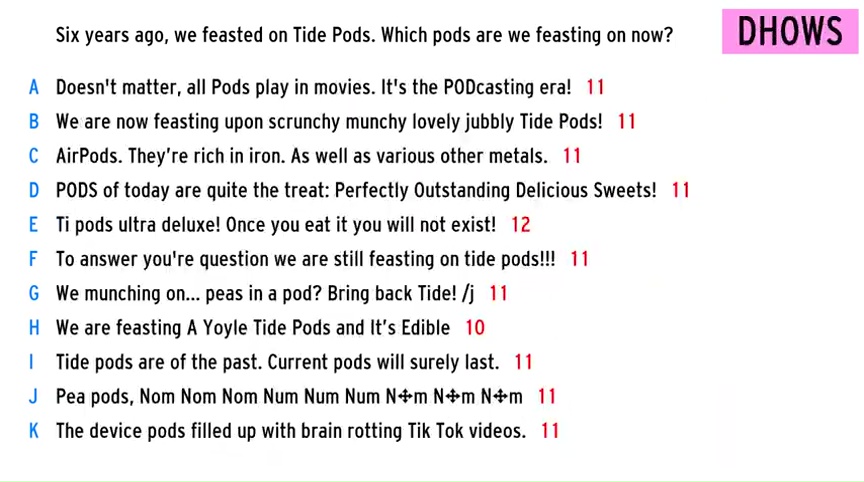 Six years ago, we feasted on Tide Pods. Which pods are we feasting on now?
DHOWS
A Doesn't matter, all Pods play in movies. It's the PODcasting era! 11
B We are now feasting upon scrunchy munchy lovely jubbly Tide Pods! 11
C AirPods. They're rich in iron. As well as various other metals. 11
D PODS of today are quite the treat: Perfectly Outstanding Delicious Sweets! 11
E Ti pods ultra deluxe! Once you eat it you will not exist! 12
F To answer you're question we are still feasting on tide pods!!! 11
G We munching on... peas in a pod? Bring back Tide! /j 11
H We are feasting A Yoyle Tide Pods and It's Edible 10
I Tide pods are of the past. Current pods will surely last. 11
J Pea pods, Nom Nom Nom Num Num Num N✢m N✢m N✢m 11
K The device pods filled up with brain rotting Tik Tok videos. 11